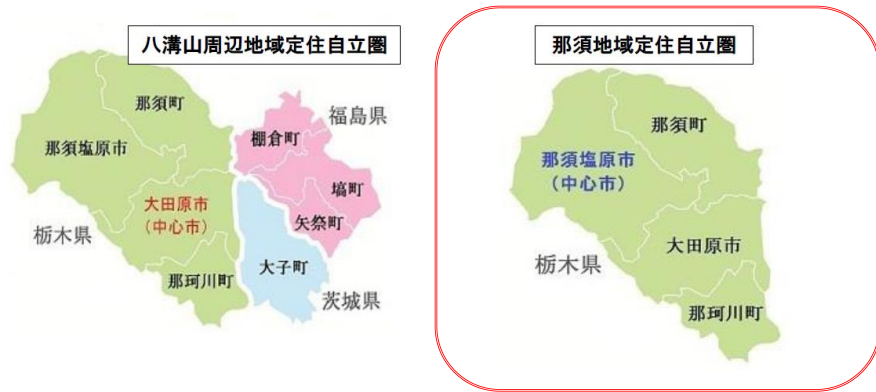 八溝山周辺地域定住自立圏
那須町
福島県
棚倉町
那須塩原市
塙町
大田原市
(中心市)
矢祭町
栃木県
大子町
那珂川町
茨城県
那須地域定住自立圏
那須町
那須塩原市
(中心市)
大田原市
栃木県
那珂川町